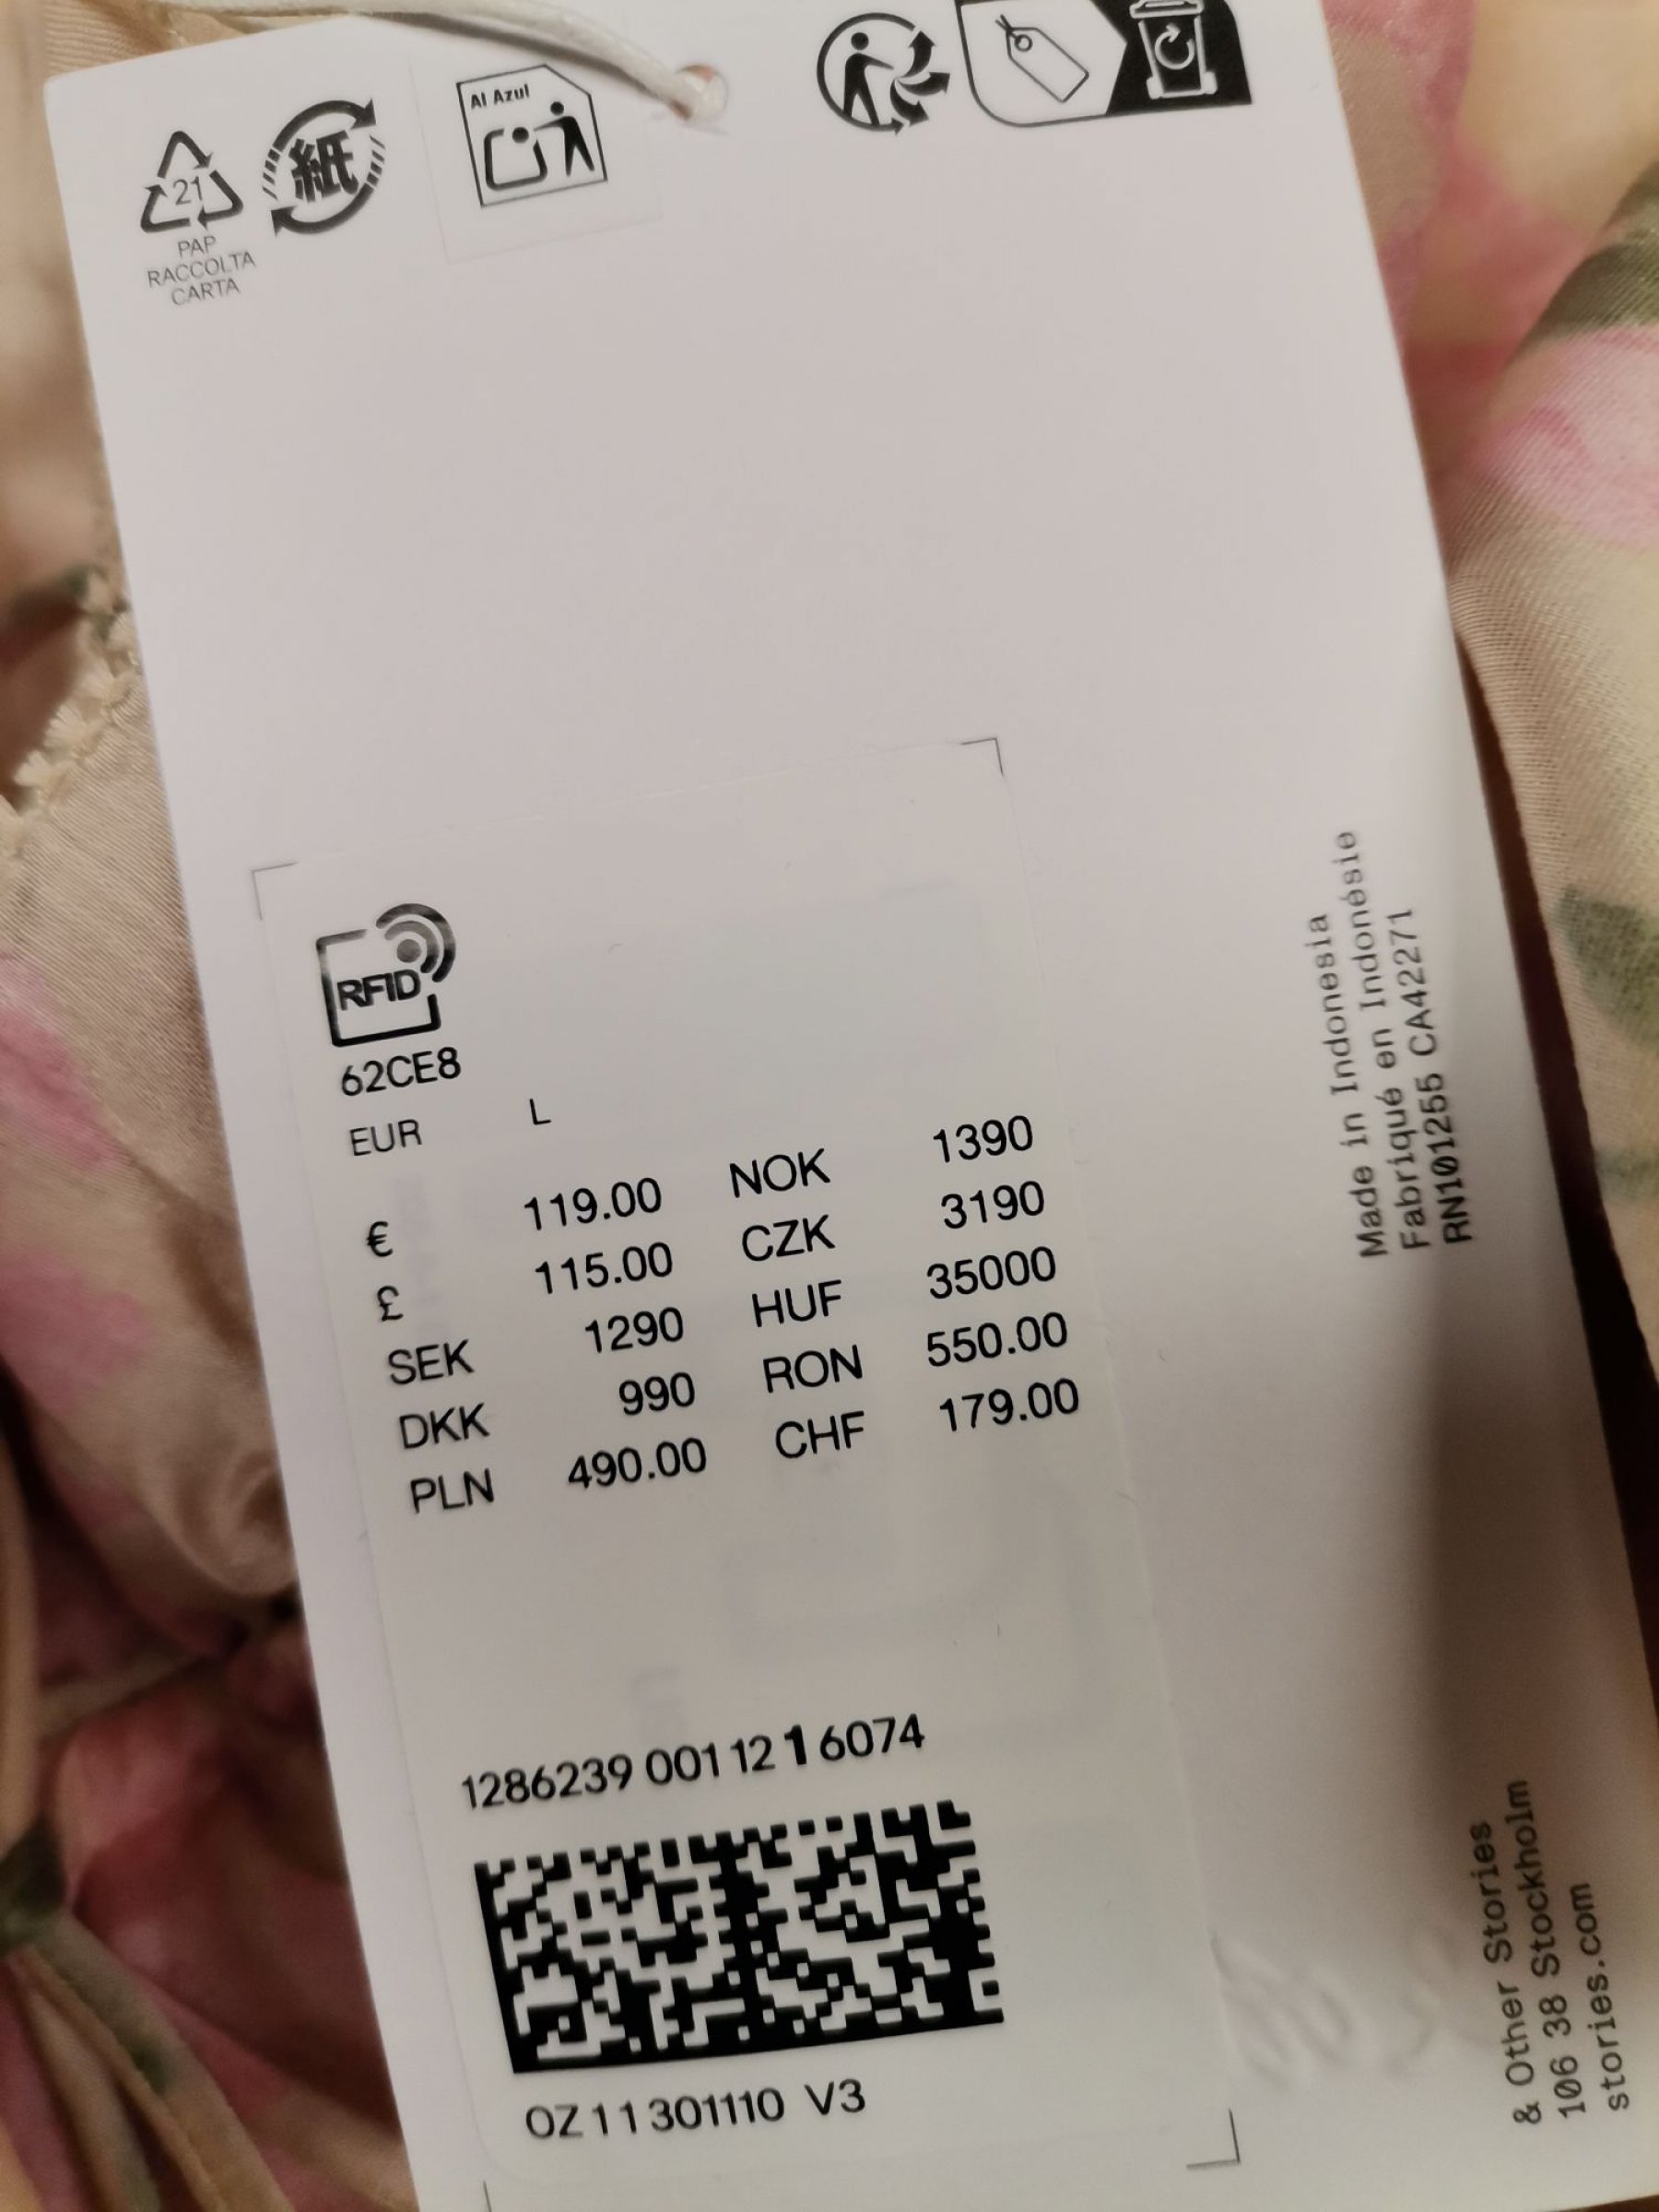 21
PAP
RACCOLTA
CARTA
紙
Al Azul
RFID
62CE8
EUR L
€ 119.00 NOK 1390
£ 115.00 CZK 3190
SEK 1290 HUF 35000
DKK 990 RON 550.00
PLN 490.00 CHF 179.00
1286239 001 12 1 6074
OZ11301110 V3
Made in Indonesia
Fabriqué en Indonésie
RN101255 CA42271
& Other Stories
106 38 Stockholm
stories.com